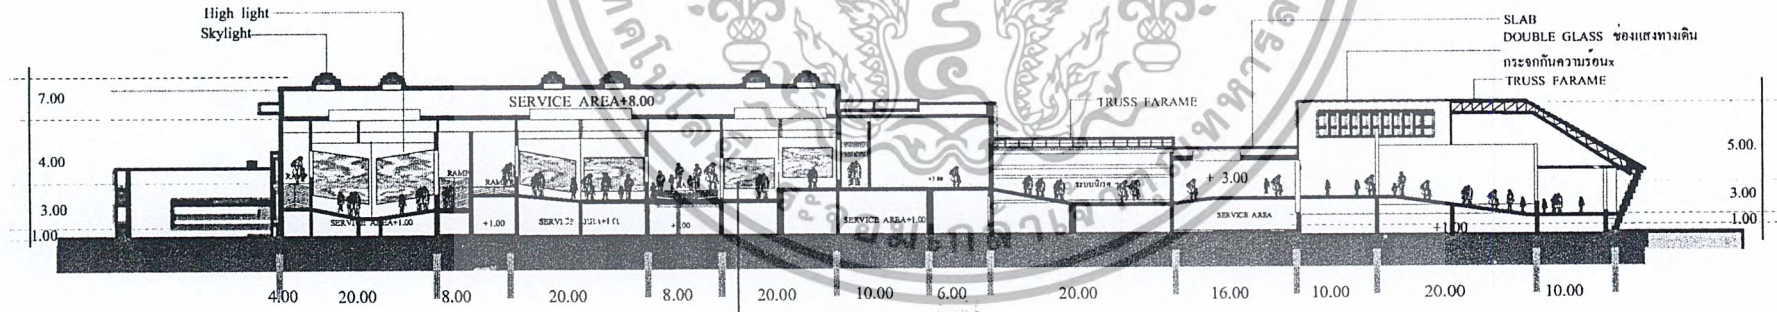 High light
Skylight
SLAB
DOUBLE GLASS ช่องแสงทางเดิน
กระจกกันความร้อนx
TRUSS FARAME
TRUSS FARAME
SERVICE AREA+8.00
7.00
4.00
3.00
1.00
5.00.
3.00
1.00
RAMP
RAMP
+3.00
+ 3.00
SERVICE AREA+1.00
+1.00
SERVICE AREA+1.00
SERVICE AREA
+1.00
4.00 20.00 8.00 20.00 8.00 20.00 10.00 6.00 20.00 16.00 10.00 20.00 10.00